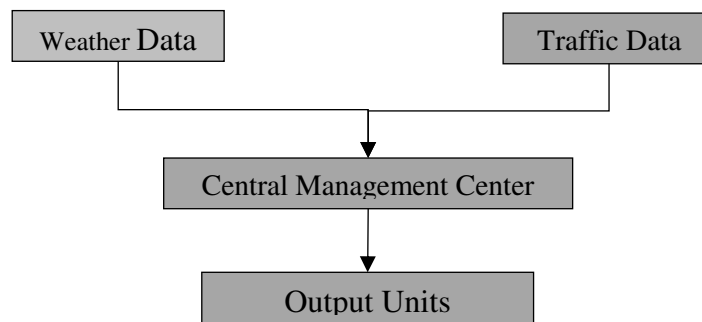 Weather Data
Traffic Data
Central Management Center
Output Units